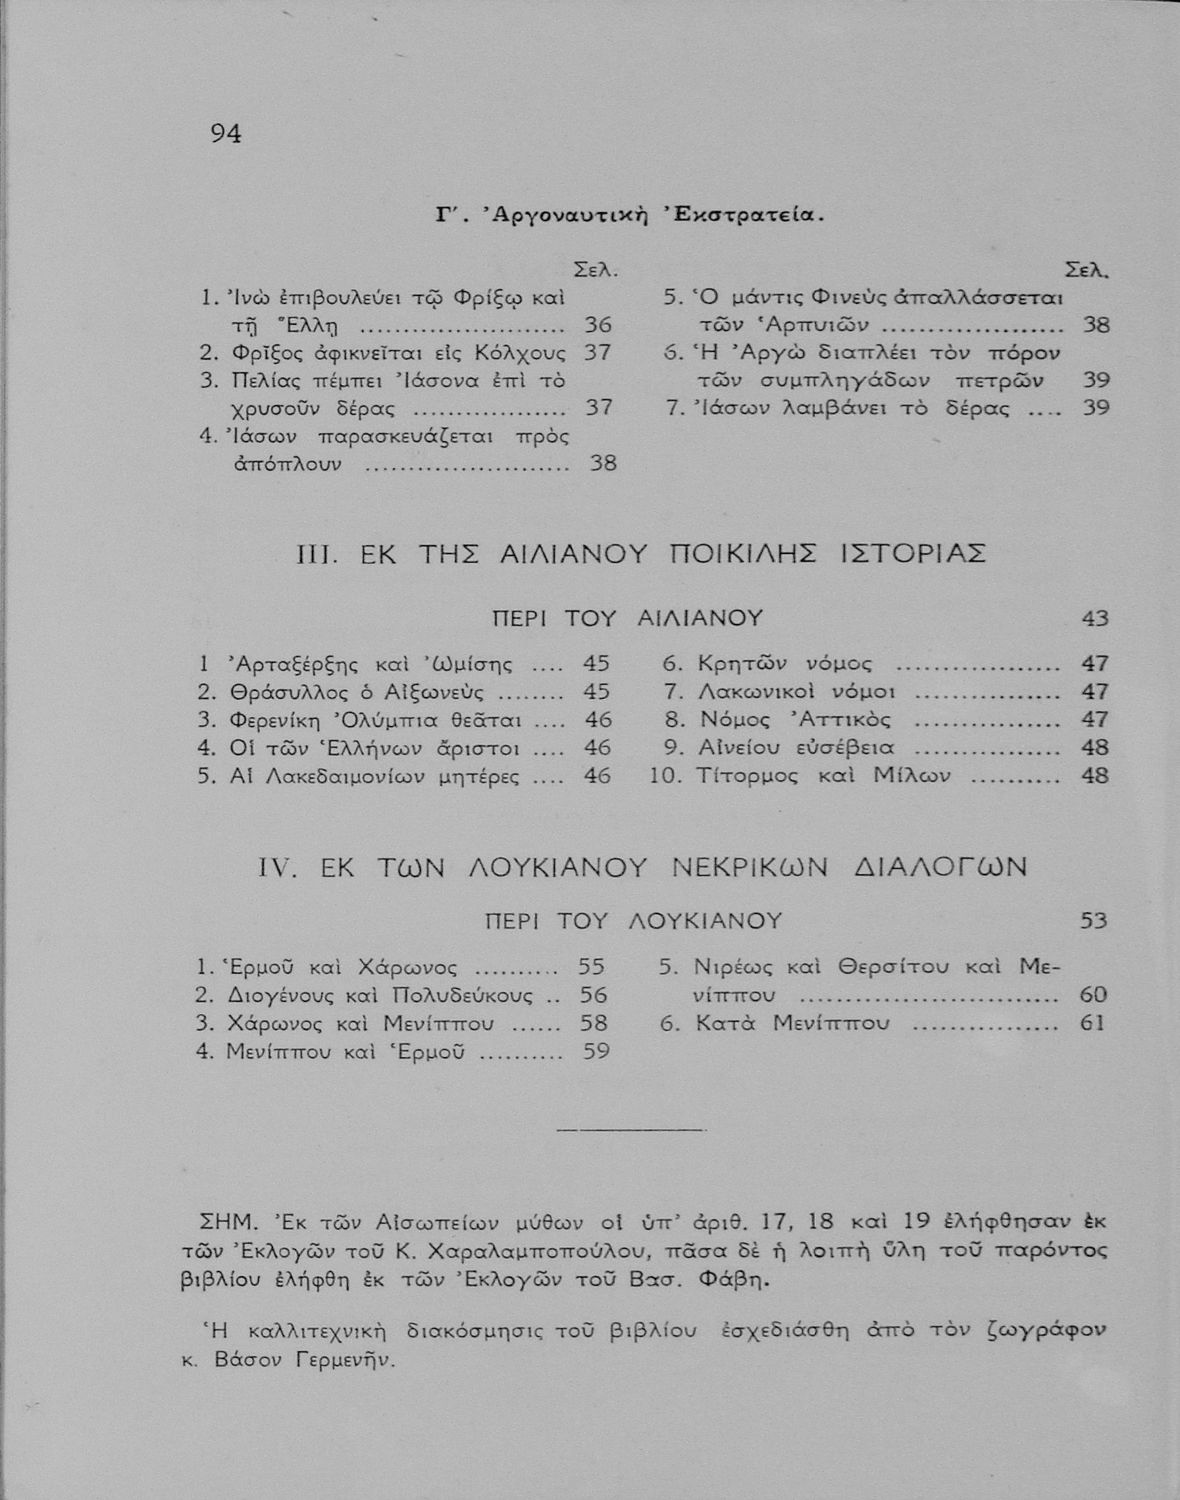 94
Γ′. Ἀργοναυτικὴ Ἐκστρατεία.
Σελ.
1. Ἰνὼ ἐπιβουλεύει τῷ Φρίξῳ καὶ
τῇ Ἕλλῃ ........................ 36
2. Φρῖξος ἀφικνεῖται εἰς Κόλχους 37
3. Πελίας πέμπει Ἰάσονα ἐπὶ τὸ
χρυσοῦν δέρας .................. 37
4. Ἰάσων παρασκευάζεται πρὸς
ἀπόπλουν ........................ 38
Σελ.
5. Ὁ μάντις Φινεὺς ἀπαλλάσσεται
τῶν Ἁρπυιῶν ..................... 38
6. Ἡ Ἀργὼ διαπλέει τὸν πόρον
τῶν συμπληγάδων πετρῶν 39
7. Ἰάσων λαμβάνει τὸ δέρας .... 39
III. ΕΚ ΤΗΣ ΑΙΛΙΑΝΟΥ ΠΟΙΚΙΛΗΣ ΙΣΤΟΡΙΑΣ
ΠΕΡΙ ΤΟΥ ΑΙΛΙΑΝΟΥ 43
1 Ἀρταξέρξης καὶ Ὠμίσης .... 45
2. Θράσυλλος ὁ Αἰξωνεὺς ........ 45
3. Φερενίκη Ὀλύμπια θεᾶται .... 46
4. Οἱ τῶν Ἑλλήνων ἄριστοι .... 46
5. Αἱ Λακεδαιμονίων μητέρες .... 46
6. Κρητῶν νόμος ................... 47
7. Λακωνικοὶ νόμοι ................. 47
8. Νόμος Ἀττικὸς ................. 47
9. Αἰνείου εὐσέβεια ................. 48
10. Τίτορμος καὶ Μίλων .......... 48
IV. ΕΚ ΤΩΝ ΛΟΥΚΙΑΝΟΥ ΝΕΚΡΙΚΩΝ ΔΙΑΛΟΓΩΝ
ΠΕΡΙ ΤΟΥ ΛΟΥΚΙΑΝΟΥ 53
1. Ἑρμοῦ καὶ Χάρωνος .......... 55
2. Διογένους καὶ Πολυδεύκους .. 56
3. Χάρωνος καὶ Μενίππου ...... 58
4. Μενίππου καὶ Ἑρμοῦ .......... 59
5. Νιρέως καὶ Θερσίτου καὶ Με-
νίππου .............................. 60
6. Κατὰ Μενίππου ................. 61
ΣΗΜ. Ἐκ τῶν Αἰσωπείων μύθων οἱ ὑπ’ ἀριθ. 17, 18 καὶ 19 ἐλήφθησαν ἐκ
τῶν Ἐκλογῶν τοῦ Κ. Χαραλαμποπούλου, πᾶσα δὲ ἡ λοιπὴ ὕλη τοῦ παρόντος
βιβλίου ἐλήφθη ἐκ τῶν Ἐκλογῶν τοῦ Βασ. Φάβη.
Ἡ καλλιτεχνικὴ διακόσμησις τοῦ βιβλίου ἐσχεδιάσθη ἀπὸ τὸν ζωγράφον
κ. Βάσον Γερμενῆν.